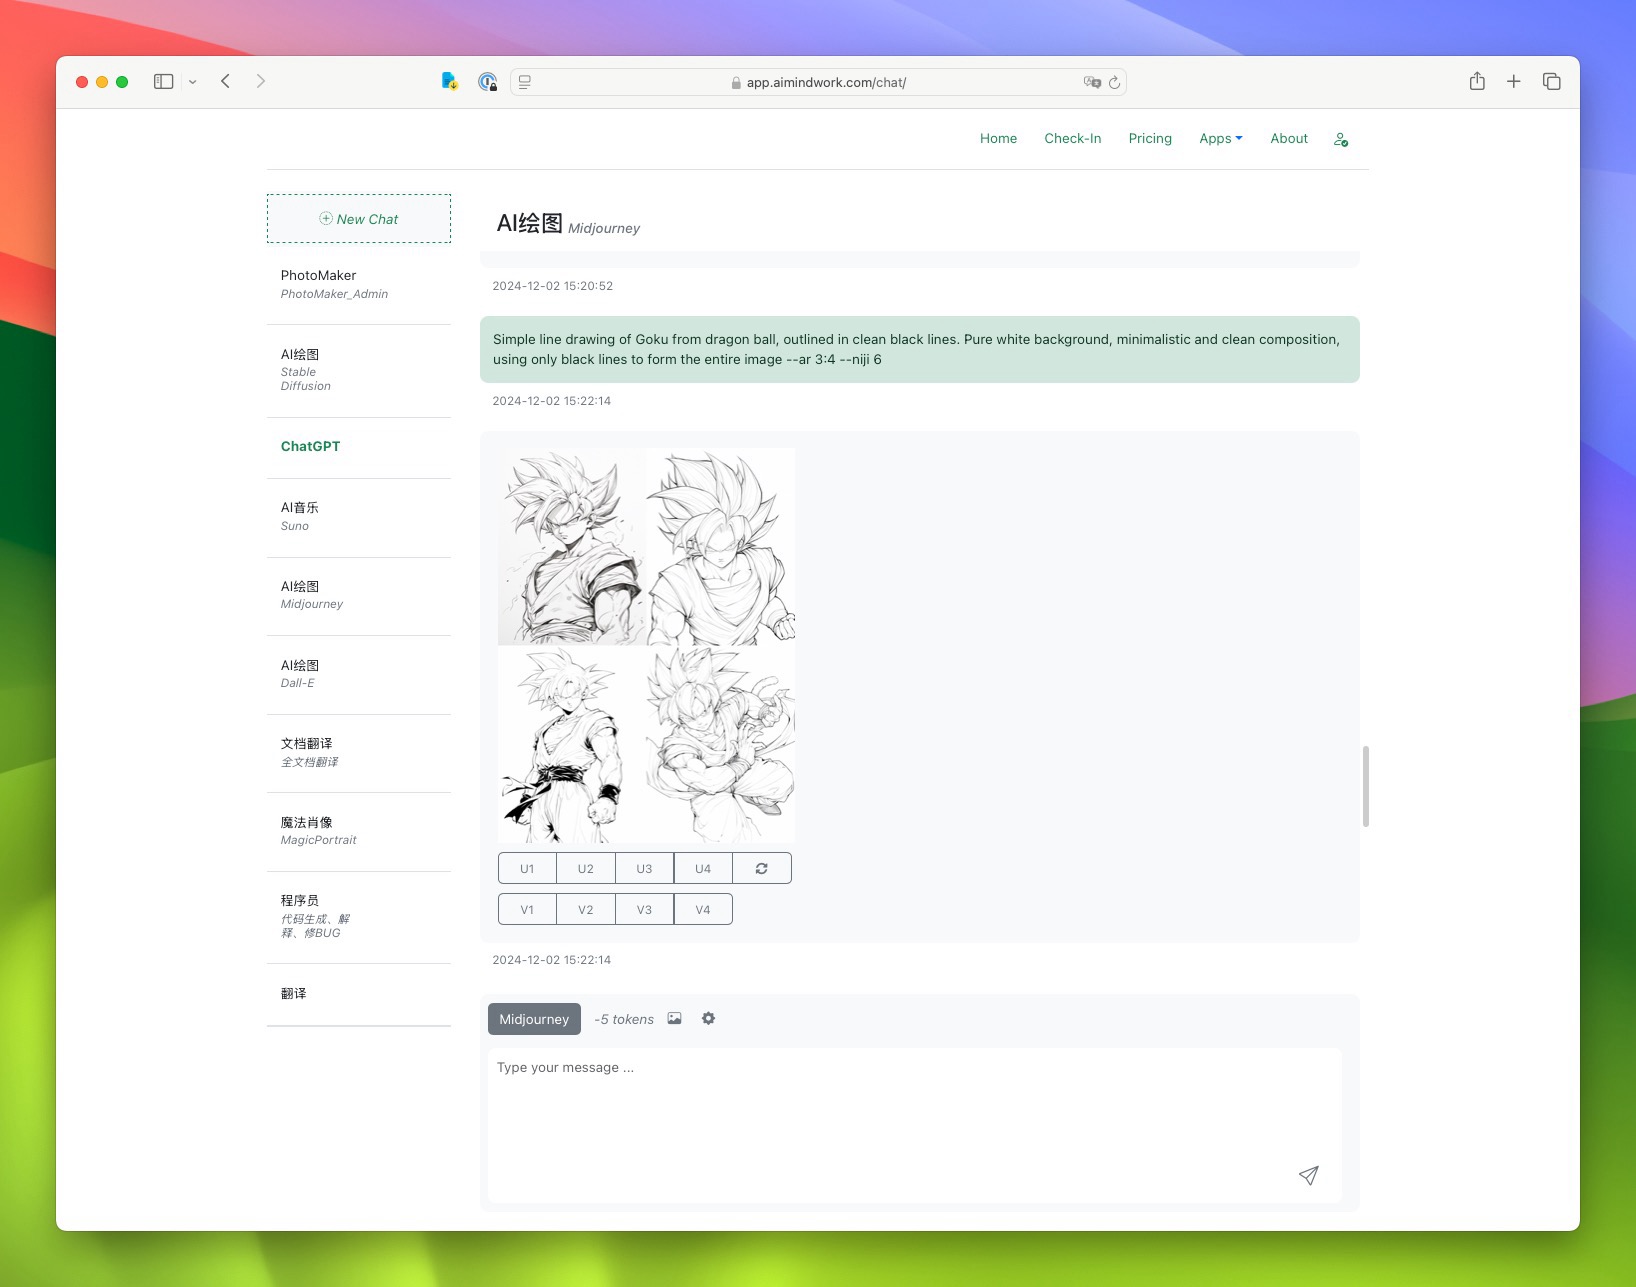 app.aimindwork.com/chat/
Home Check-In Pricing Apps About
New Chat
PhotoMaker
PhotoMaker_Admin
AI绘图
Stable
Diffusion
ChatGPT
AI音乐
Suno
AI绘图
Midjourney
AI绘图
Dall-E
文档翻译
全文档翻译
魔法肖像
MagicPortrait
程序员
代码生成、解
释、修BUG
翻译
AI绘图 Midjourney
2024-12-02 15:20:52
Simple line drawing of Goku from dragon ball, outlined in clean black lines. Pure white background, minimalistic and clean composition,
using only black lines to form the entire image --ar 3:4 --niji 6
2024-12-02 15:22:14
U1 U2 U3 U4
V1 V2 V3 V4
2024-12-02 15:22:14
Midjourney -5 tokens
Type your message ...